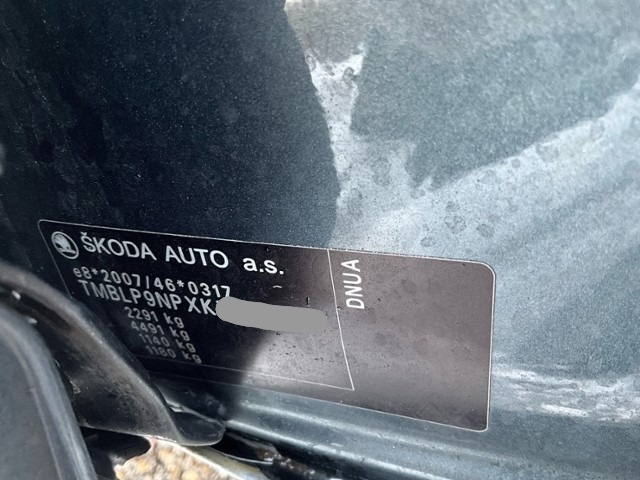 ŠKODA AUTO a.s.
e8*2007/46*0317
TMBLP9NPXK
2291 kg
4491 kg
1140 kg
1180 kg
DNUA